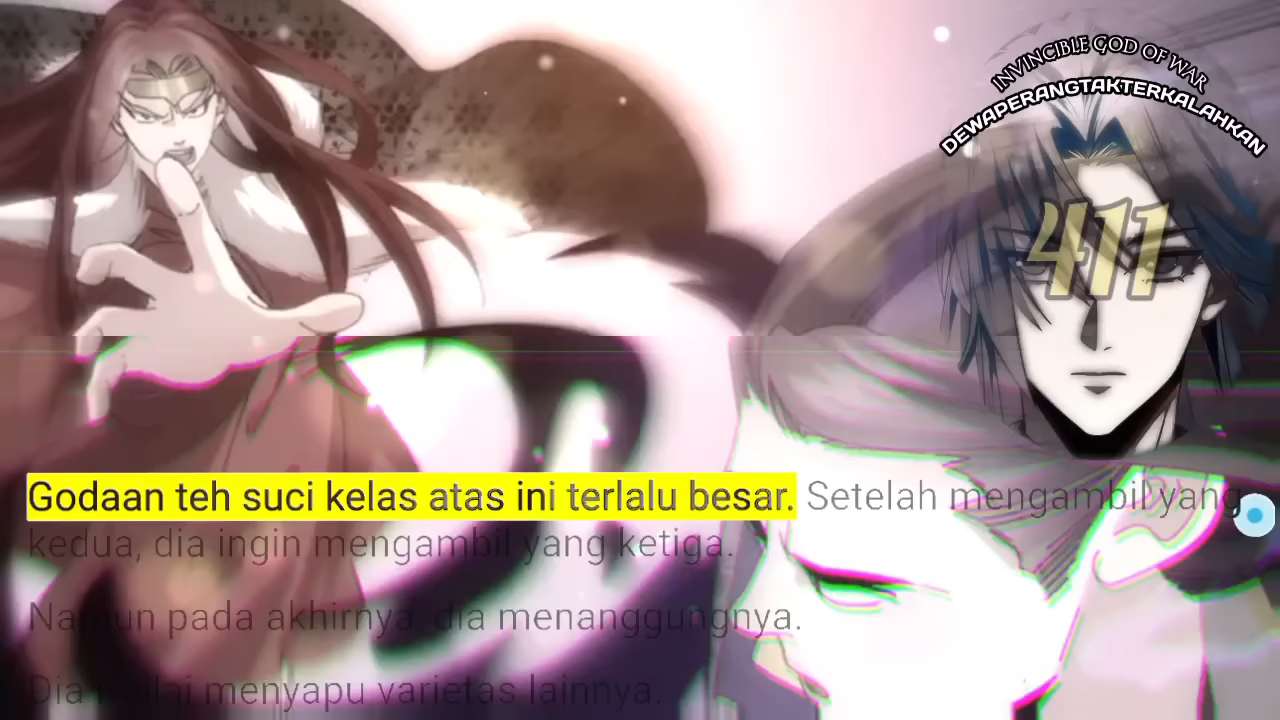 INVINCIBLE GOD OF WAR
DEWAPERANGTAKTERKALAHKAN
411
Godaan teh suci kelas atas ini terlalu besar. Setelah mengambil yang
kedua, dia ingin mengambil yang ketiga.
Namun pada akhirnya dia menanggungnya.
Dia mulai menyapu varietas lainnya.